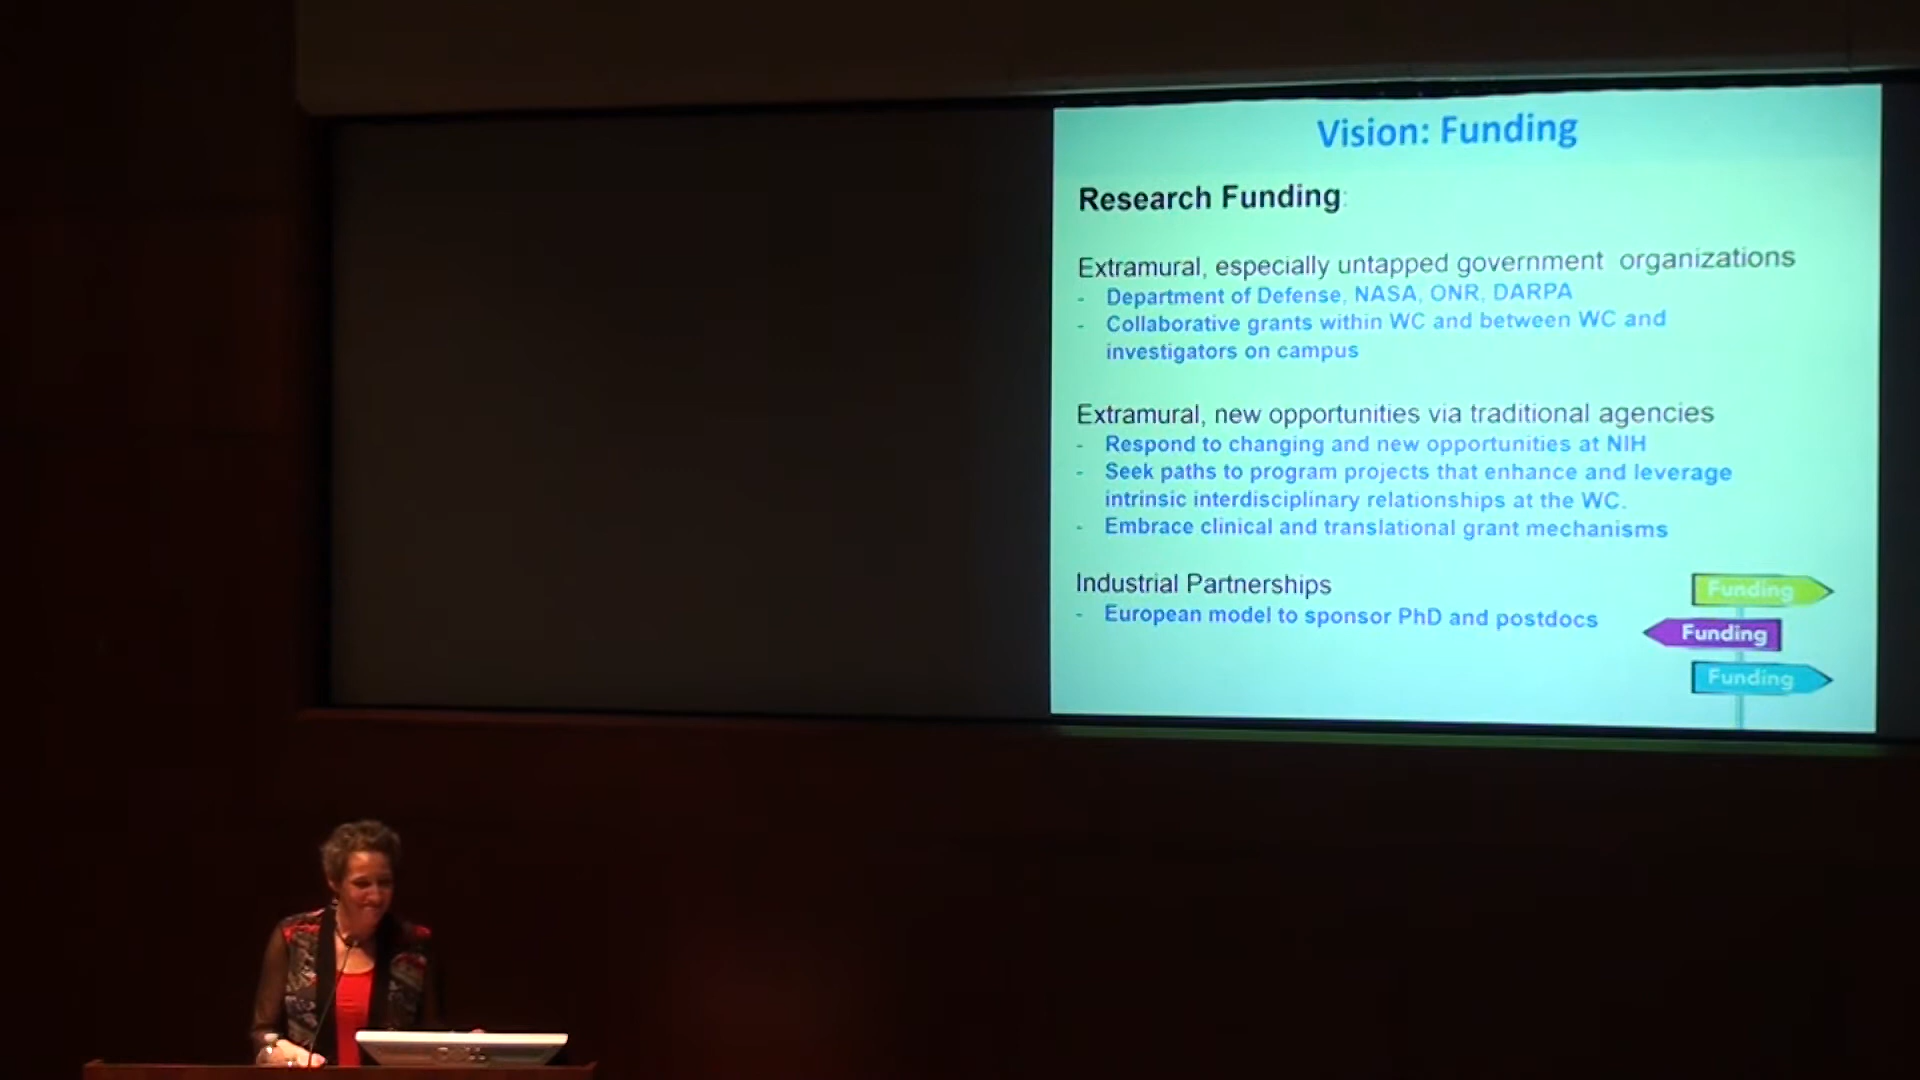 Vision: Funding
Research Funding:
Extramural, especially untapped government organizations
- Department of Defense, NASA, ONR, DARPA
- Collaborative grants within WC and between WC and
investigators on campus
Extramural, new opportunities via traditional agencies
- Respond to changing and new opportunities at NIH
- Seek paths to program projects that enhance and leverage
intrinsic interdisciplinary relationships at the WC.
- Embrace clinical and translational grant mechanisms
Industrial Partnerships
- European model to sponsor PhD and postdocs
Funding
Funding
Funding